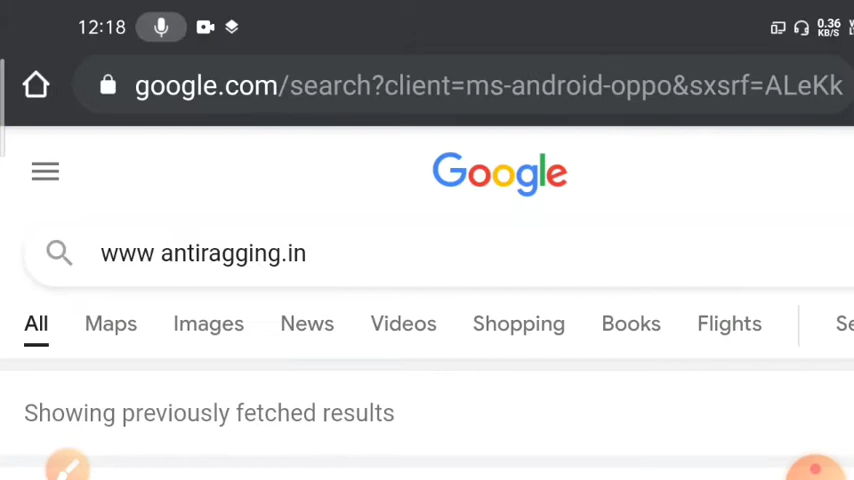 12:18 0.36 KB/S
google.com/search?client=ms-android-oppo&sxsrf=ALeKk
Google
www antiragging.in
All Maps Images News Videos Shopping Books Flights Se
Showing previously fetched results